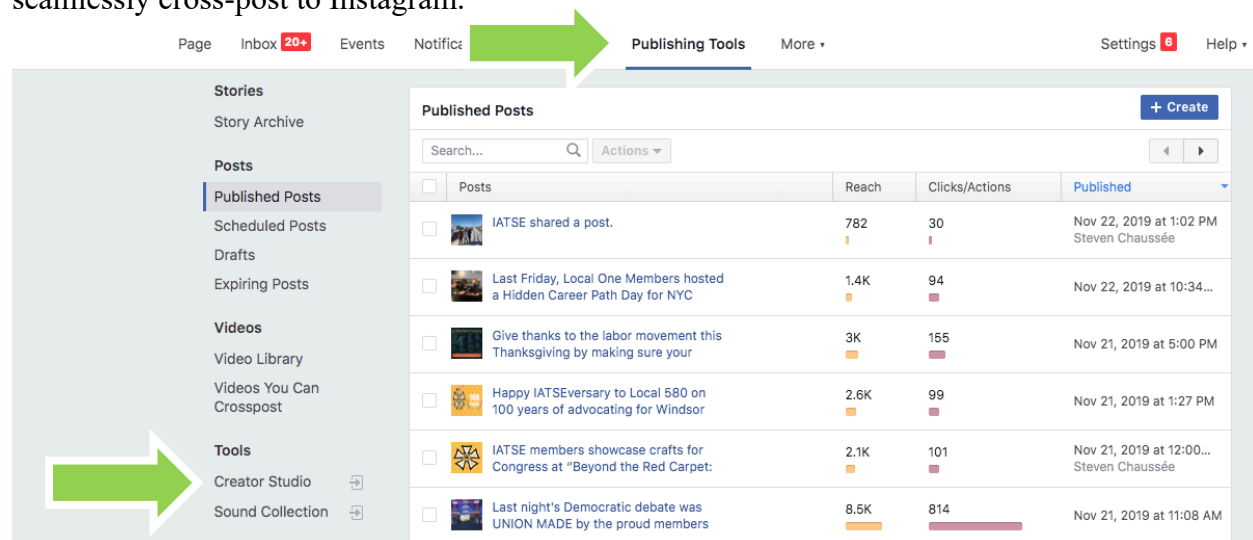 seamlessly cross-post to Instagram.
Page Inbox 20+ Events Notifica Publishing Tools More Settings 6 Help
Stories
Story Archive
Posts
Published Posts
Scheduled Posts
Drafts
Expiring Posts
Videos
Video Library
Videos You Can
Crosspost
Tools
Creator Studio
Sound Collection
Published Posts + Create
Search... Actions
Posts Reach Clicks/Actions Published
IATSE shared a post. 782 30 Nov 22, 2019 at 1:02 PM
Steven Chaussée
Last Friday, Local One Members hosted
a Hidden Career Path Day for NYC 1.4K 94 Nov 22, 2019 at 10:34...
Give thanks to the labor movement this
Thanksgiving by making sure your 3K 155 Nov 21, 2019 at 5:00 PM
Happy IATSEversary to Local 580 on
100 years of advocating for Windsor 2.6K 99 Nov 21, 2019 at 1:27 PM
IATSE members showcase crafts for 2.1K 101 Nov 21, 2019 at 12:00...
Congress at "Beyond the Red Carpet: Steven Chaussée
Last night's Democratic debate was
UNION MADE by the proud members 8.5K 814 Nov 21, 2019 at 11:08 AM